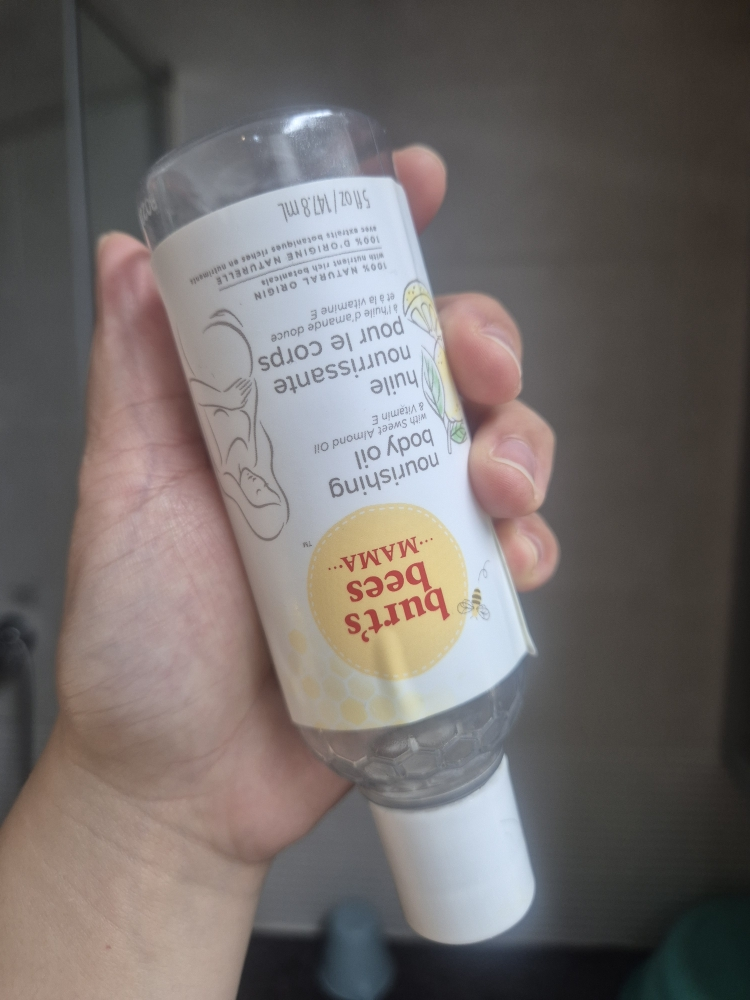 burt's
bees
...MAMA...
TM
nourishing
body oil
with Sweet Almond Oil
& Vitamin E
huile
nourrissante
pour le corps
à l'huile d'amande douce
et à la vitamine E
100% NATURAL ORIGIN
with nutrient rich botanicals
100% D'ORIGINE NATURELLE
avec extraits botaniques riches en nutriments
5 fl oz / 147.8 mL